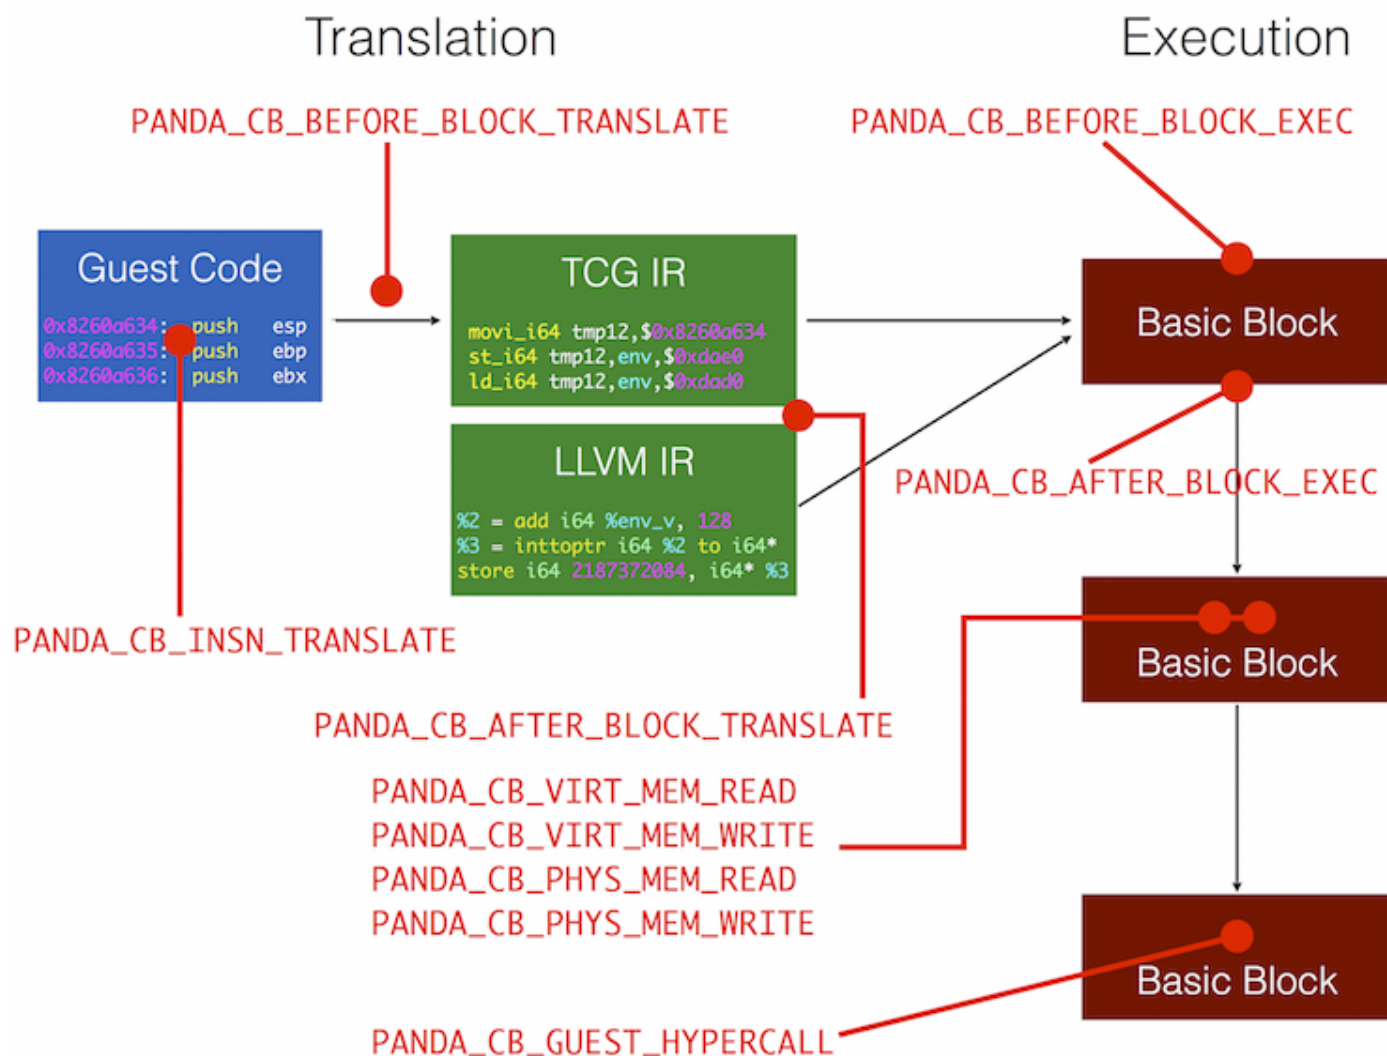 Translation
Execution
PANDA_CB_BEFORE_BLOCK_TRANSLATE
PANDA_CB_BEFORE_BLOCK_EXEC
Guest Code
0x8260a634: push esp
0x8260a635: push ebp
0x8260a636: push ebx
TCG IR
movi_i64 tmp12,$0x8260a634
st_i64 tmp12,env,$0xdae0
ld_i64 tmp12,env,$0xdad0
LLVM IR
%2 = add i64 %env_v, 128
%3 = inttoptr i64 %2 to i64*
store i64 2187372084, i64* %3
Basic Block
PANDA_CB_AFTER_BLOCK_EXEC
PANDA_CB_INSN_TRANSLATE
Basic Block
PANDA_CB_AFTER_BLOCK_TRANSLATE
PANDA_CB_VIRT_MEM_READ
PANDA_CB_VIRT_MEM_WRITE
PANDA_CB_PHYS_MEM_READ
PANDA_CB_PHYS_MEM_WRITE
Basic Block
PANDA_CB_GUEST_HYPERCALL